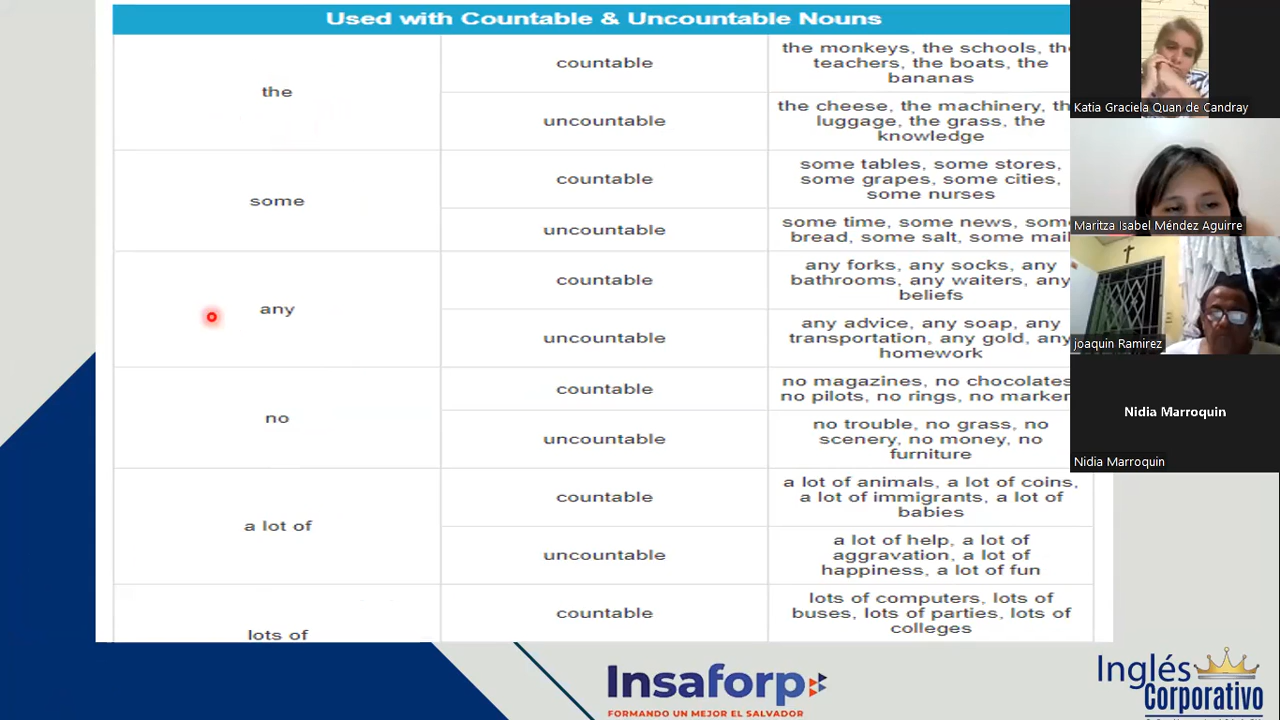 Used with Countable & Uncountable Nouns
the
countable
the monkeys, the schools, the
teachers, the boats, the
bananas
uncountable
the cheese, the machinery, th
luggage, the grass, the
knowledge
some
countable
some tables, some stores,
some grapes, some cities,
some nurses
uncountable
some time, some news, some
bread, some salt, some mail
any
countable
any forks, any socks, any
bathrooms, any waiters, any
beliefs
uncountable
any advice, any soap, any
transportation, any gold, any
homework
no
countable
no magazines, no chocolates
no pilots, no rings, no marker
uncountable
no trouble, no grass, no
scenery, no money, no
furniture
a lot of
countable
a lot of animals, a lot of coins,
a lot of immigrants, a lot of
babies
uncountable
a lot of help, a lot of
aggravation, a lot of
happiness, a lot of fun
lots of
countable
lots of computers, lots of
buses, lots of parties, lots of
colleges
Katia Graciela Quan de Candray
Maritza Isabel Méndez Aguirre
joaquin Ramirez
Nidia Marroquin
Nidia Marroquin
Insaforp
FORMANDO UN MEJOR EL SALVADOR
Inglés
Corporativo